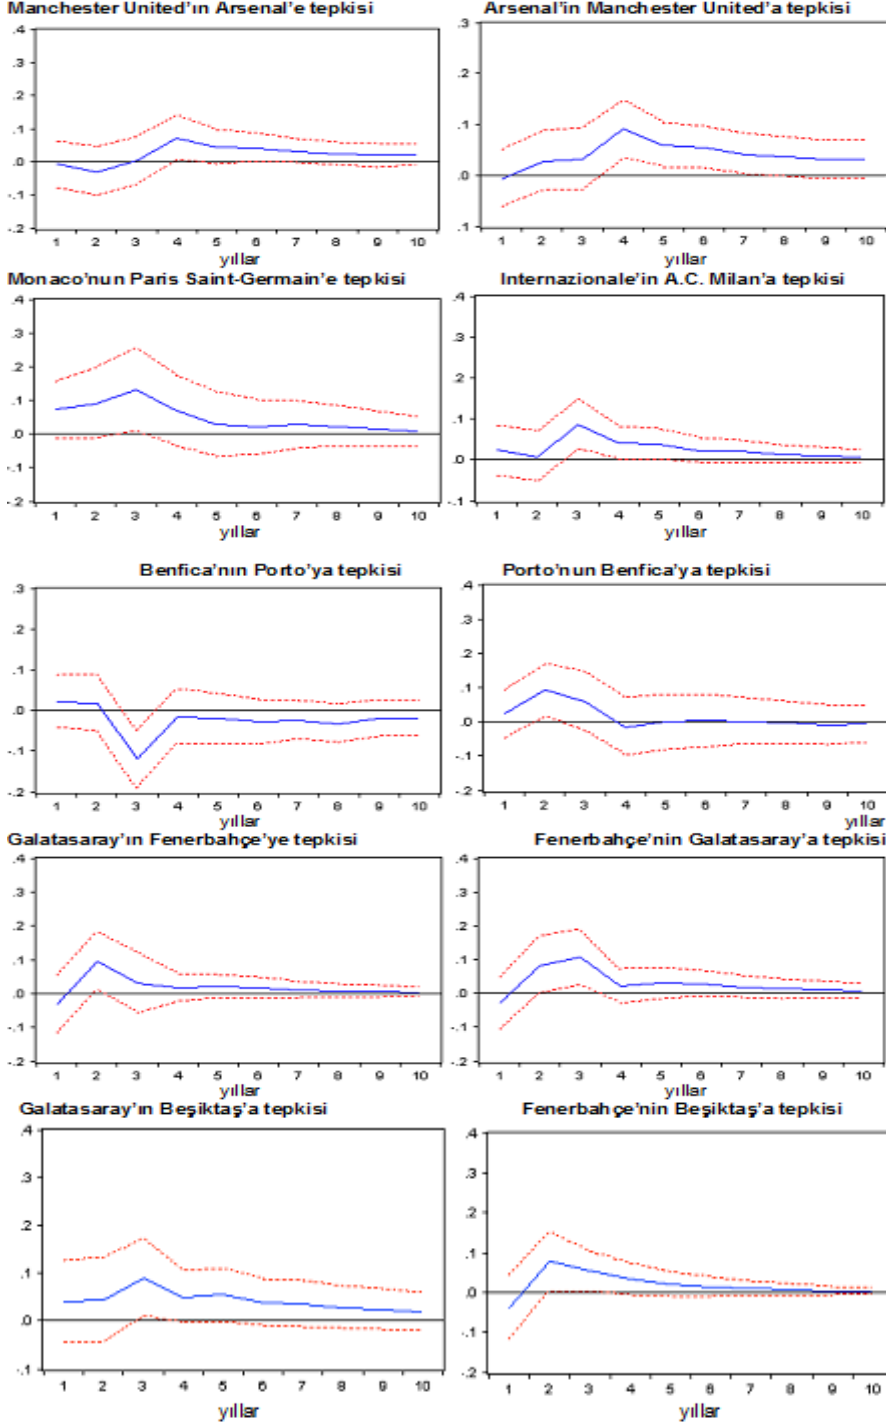 Manchester United'ın Arsenal'e tepkisi
.4
.3
.2
.1
.0
-.1
-.2
1 2 3 4 5 6 7 8 9 10
yıllar
Arsenal'in Manchester United'a tepkisi
.3
.2
.1
.0
.1
1 2 3 4 5 6 7 8 9 10
yıllar
Monaco'nun Paris Saint-Germain'e tepkisi
.4
.3
.2
.1
.0
-.1
-.2
1 2 3 4 5 6 7 8 9 10
yıllar
Internazionale'in A.C. Milan'a tepkisi
.4
.3
.2
.1
.0
-.1
1 2 3 4 5 6 7 8 9 10
yıllar
Benfica'nın Porto'ya tepkisi
.3
.2
.1
.0
-.1
-.2
1 2 3 4 5 6 7 8 9 10
yıllar
Porto'nun Benfica'ya tepkisi
.4
.3
.2
.1
.0
-.1
-.2
1 2 3 4 5 6 7 8 9 10
yıllar
Galatasaray'ın Fenerbahçe'ye tepkisi
.4
.3
.2
.1
.0
-.1
-.2
1 2 3 4 5 6 7 8 9 10
yıllar
Fenerbahçe'nin Galatasaray'a tepkisi
.4
.3
.2
.1
.0
-.1
-.2
1 2 3 4 5 6 7 8 9 10
yıllar
Galatasaray'ın Beşiktaş'a tepkisi
.4
.3
.2
.1
.0
-.1
1 2 3 4 5 6 7 8 9 10
yıllar
Fenerbahçe'nin Beşiktaş'a tepkisi
.4
.3
.2
.1
.0
-.1
-.2
1 2 3 4 5 6 7 8 9 10
yıllar